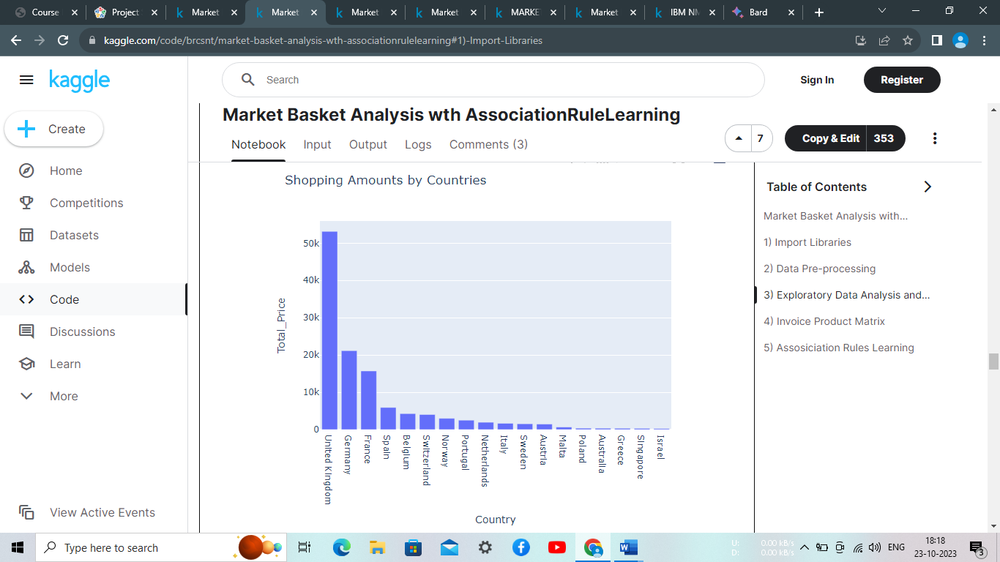 Course
Project
Market
Market
Market
Market
MARKE
Market
IBM NM
Bard
kaggle.com/code/brcsnt/market-basket-analysis-wth-associationrulelearning#1)-Import-Libraries
kaggle
Search
Sign In
Register
Create
Home
Competitions
Datasets
Models
Code
Discussions
Learn
More
View Active Events
Market Basket Analysis wth AssociationRuleLearning
Notebook
Input
Output
Logs
Comments (3)
7
Copy & Edit
353
Shopping Amounts by Countries
Total_Price
50k
40k
30k
20k
10k
0
United Kingdom
Germany
France
Spain
Belgium
Switzerland
Norway
Portugal
Netherlands
Italy
Sweden
Austria
Malta
Poland
Australia
Greece
Singapore
Israel
Country
Table of Contents
Market Basket Analysis with...
1) Import Libraries
2) Data Pre-processing
3) Exploratory Data Analysis and...
4) Invoice Product Matrix
5) Assosiciation Rules Learning
Type here to search
U: 0.00 kB/s
D: 0.00 kB/s
ENG
18:18
23-10-2023
3